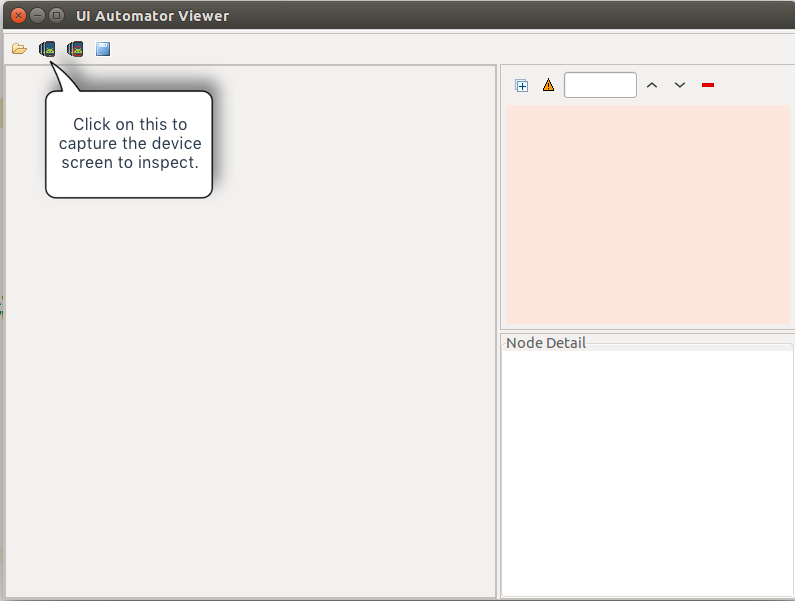 UI Automator Viewer
Click on this to
capture the device
screen to inspect.
Node Detail